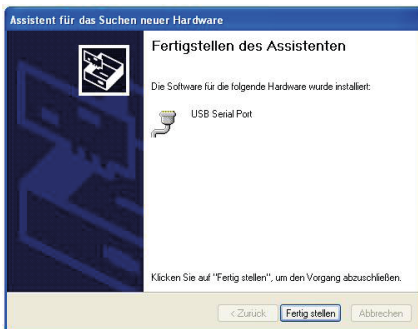 Assistent für das Suchen neuer Hardware
Fertigstellen des Assistenten
Die Software für die folgende Hardware wurde installiert:
USB Serial Port
Klicken Sie auf "Fertig stellen", um den Vorgang abzuschließen.
< Zurück Fertig stellen Abbrechen